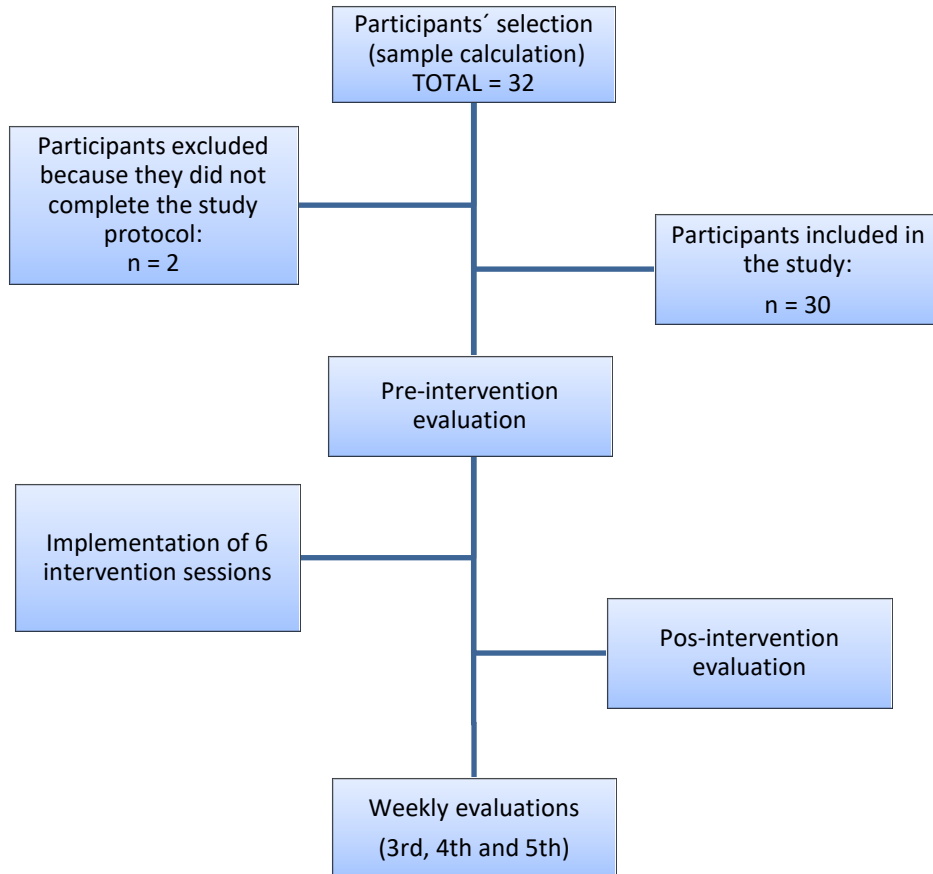 Participants´ selection
(sample calculation)
TOTAL = 32
Participants excluded
because they did not
complete the study
protocol:
n = 2
Participants included in
the study:
n = 30
Pre-intervention
evaluation
Implementation of 6
intervention sessions
Pos-intervention
evaluation
Weekly evaluations
(3rd, 4th and 5th)